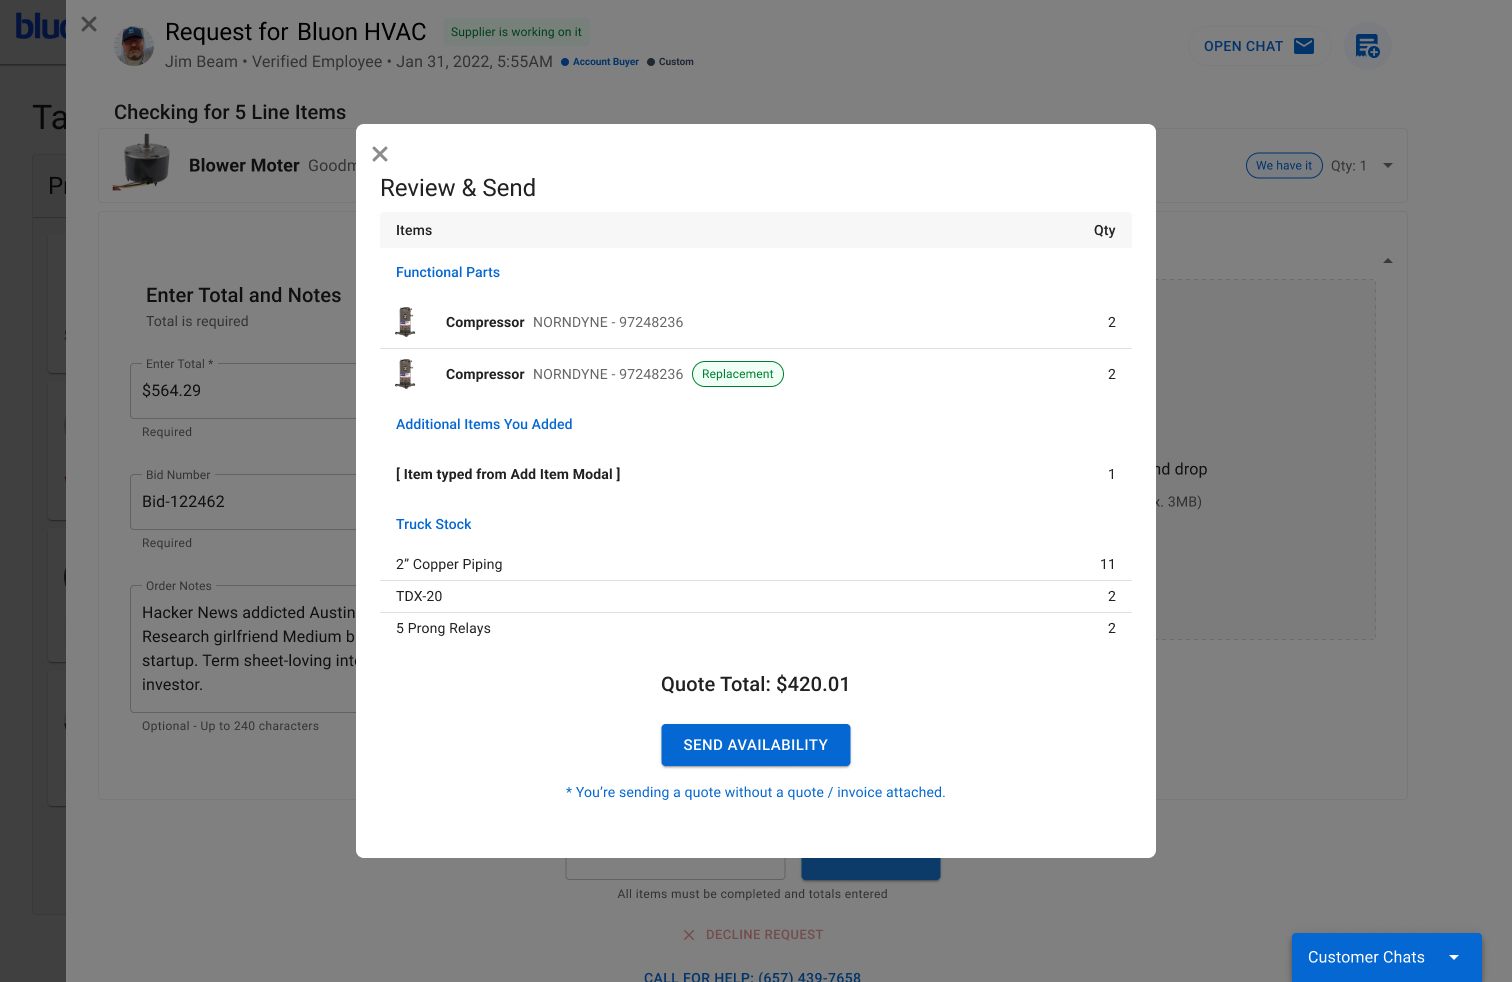 Request for Bluon HVAC
Supplier is working on it
Jim Beam • Verified Employee • Jan 31, 2022, 5:55AM
Account Buyer
Custom
OPEN CHAT
Checking for 5 Line Items
Blower Moter
We have it
Qty: 1
Enter Total and Notes
Total is required
Enter Total *
$564.29
Required
Bid Number
Bid-122462
Required
Order Notes
Hacker News addicted Austin
Research girlfriend Medium
startup. Term sheet-loving
investor.
Optional - Up to 240 characters
drop
3MB)
Review & Send
Items
Qty
Functional Parts
Compressor NORNDYNE - 97248236
2
Compressor NORNDYNE - 97248236 Replacement
2
Additional Items You Added
[ Item typed from Add Item Modal ]
1
Truck Stock
2” Copper Piping
11
TDX-20
2
5 Prong Relays
2
Quote Total: $420.01
SEND AVAILABILITY
* You’re sending a quote without a quote / invoice attached.
All items must be completed and totals entered
DECLINE REQUEST
CALL FOR HELP: (657) 439-7658
Customer Chats